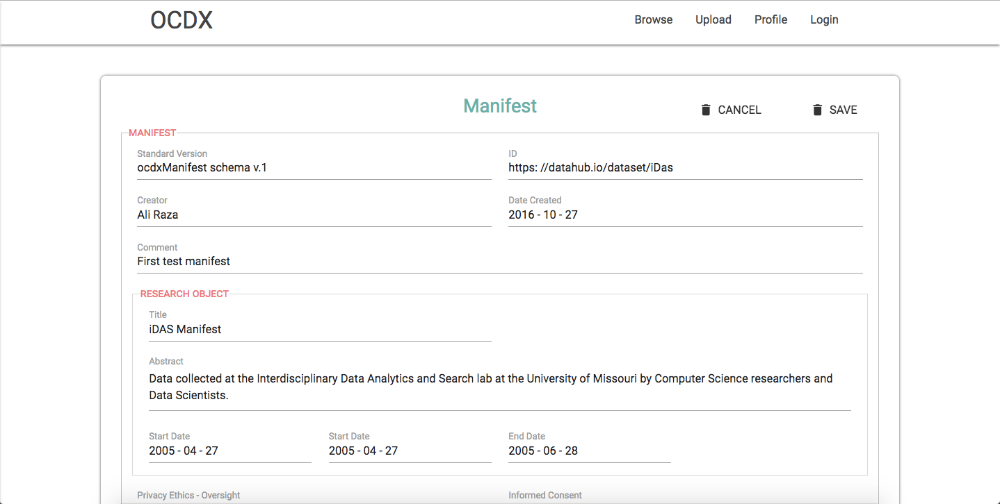 OCDX
Browse Upload Profile Login
Manifest
CANCEL SAVE
MANIFEST
Standard Version ID
ocdxManifest schema v.1 https: //datahub.io/dataset/iDas
Creator Date Created
Ali Raza 2016 - 10 - 27
Comment
First test manifest
RESEARCH OBJECT
Title
iDAS Manifest
Abstract
Data collected at the Interdisciplinary Data Analytics and Search lab at the University of Missouri by Computer Science researchers and
Data Scientists.
Start Date Start Date End Date
2005 - 04 - 27 2005 - 04 - 27 2005 - 06 - 28
Privacy Ethics - Oversight Informed Consent